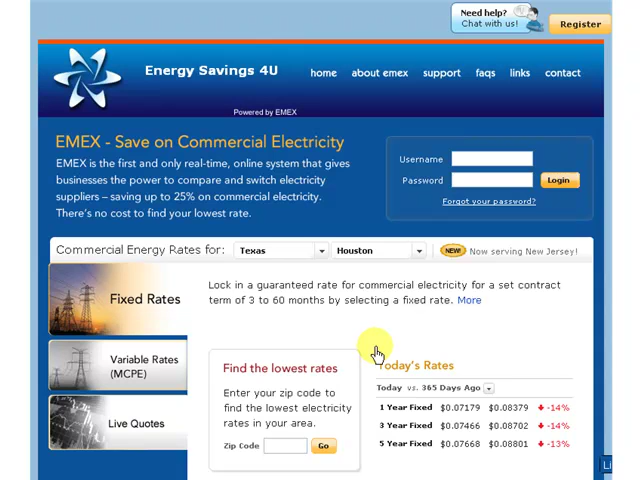 Need help?
Chat with us!
Register
Energy Savings 4U
home about emex support faqs links contact
Powered by EMEX
EMEX - Save on Commercial Electricity
EMEX is the first and only real-time, online system that gives
businesses the power to compare and switch electricity
suppliers – saving up to 25% on commercial electricity.
There's no cost to find your lowest rate.
Username
Password
Login
Forgot your password?
Commercial Energy Rates for: Texas Houston NEW! Now serving New Jersey!
Fixed Rates
Lock in a guaranteed rate for commercial electricity for a set contract
term of 3 to 60 months by selecting a fixed rate. More
Variable Rates
(MCPE)
Live Quotes
Find the lowest rates
Enter your zip code to
find the lowest electricity
rates in your area.
Zip Code Go
Today's Rates
Today vs. 365 Days Ago
1 Year Fixed $0.07179 $0.08379 -14%
3 Year Fixed $0.07466 $0.08702 -14%
5 Year Fixed $0.07668 $0.08801 -13%